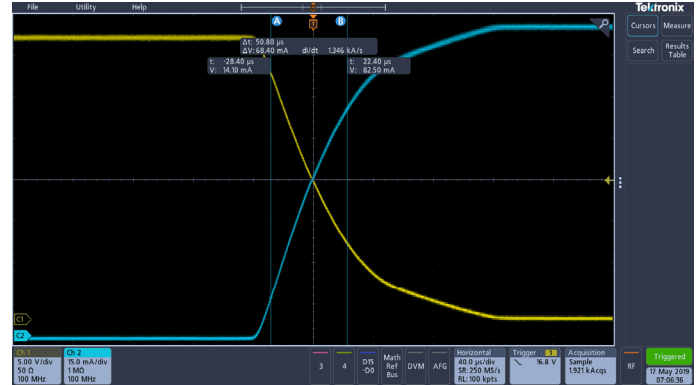 File Utility Help
Tektronix
A B
T
Cursors Measure
Search Results Table
Δt: 50.80 µs
ΔV: 68.40 mA dI/dt 1.346 kA/s
t: -28.40 µs
V: 14.10 mA
t: 22.40 µs
V: 82.50 mA
C1
C2
Ch 1
5.00 V/div
50 Ω
100 MHz
Ch 2
15.0 mA/div
1 MΩ
100 MHz
3
4
D15
-D0
Math
Ref
Bus
DVM
AFG
Horizontal
40.0 µs/div
SR: 250 MS/s
RL: 100 kpts
Trigger 1
16.8 V
Acquisition
Sample
1.921 kAcqs
RF
Triggered
17 May 2019
07:06:36